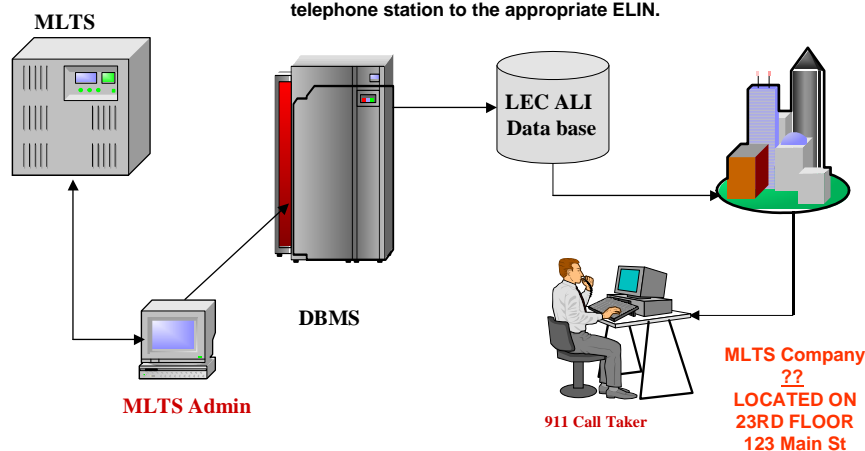 telephone station to the appropriate ELIN.
MLTS
LEC ALI
Data base
DBMS
MLTS Admin
911 Call Taker
MLTS Company
??
LOCATED ON
23RD FLOOR
123 Main St